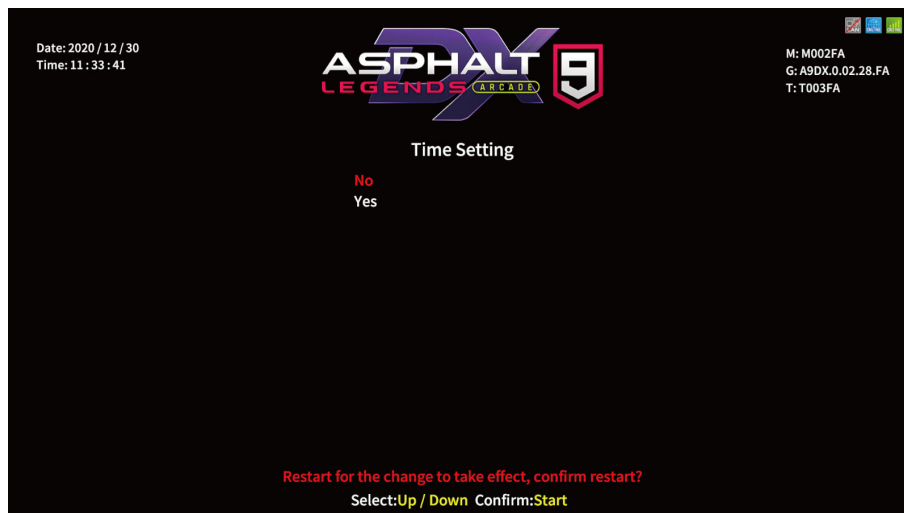 Date: 2020 / 12 / 30
Time: 11 : 33 : 41
DX
ASPHALT 9
LEGENDS ARCADE
M: M002FA
G: A9DX.0.02.28.FA
T: T003FA
Time Setting
No
Yes
Restart for the change to take effect, confirm restart?
Select:Up / Down Confirm:Start